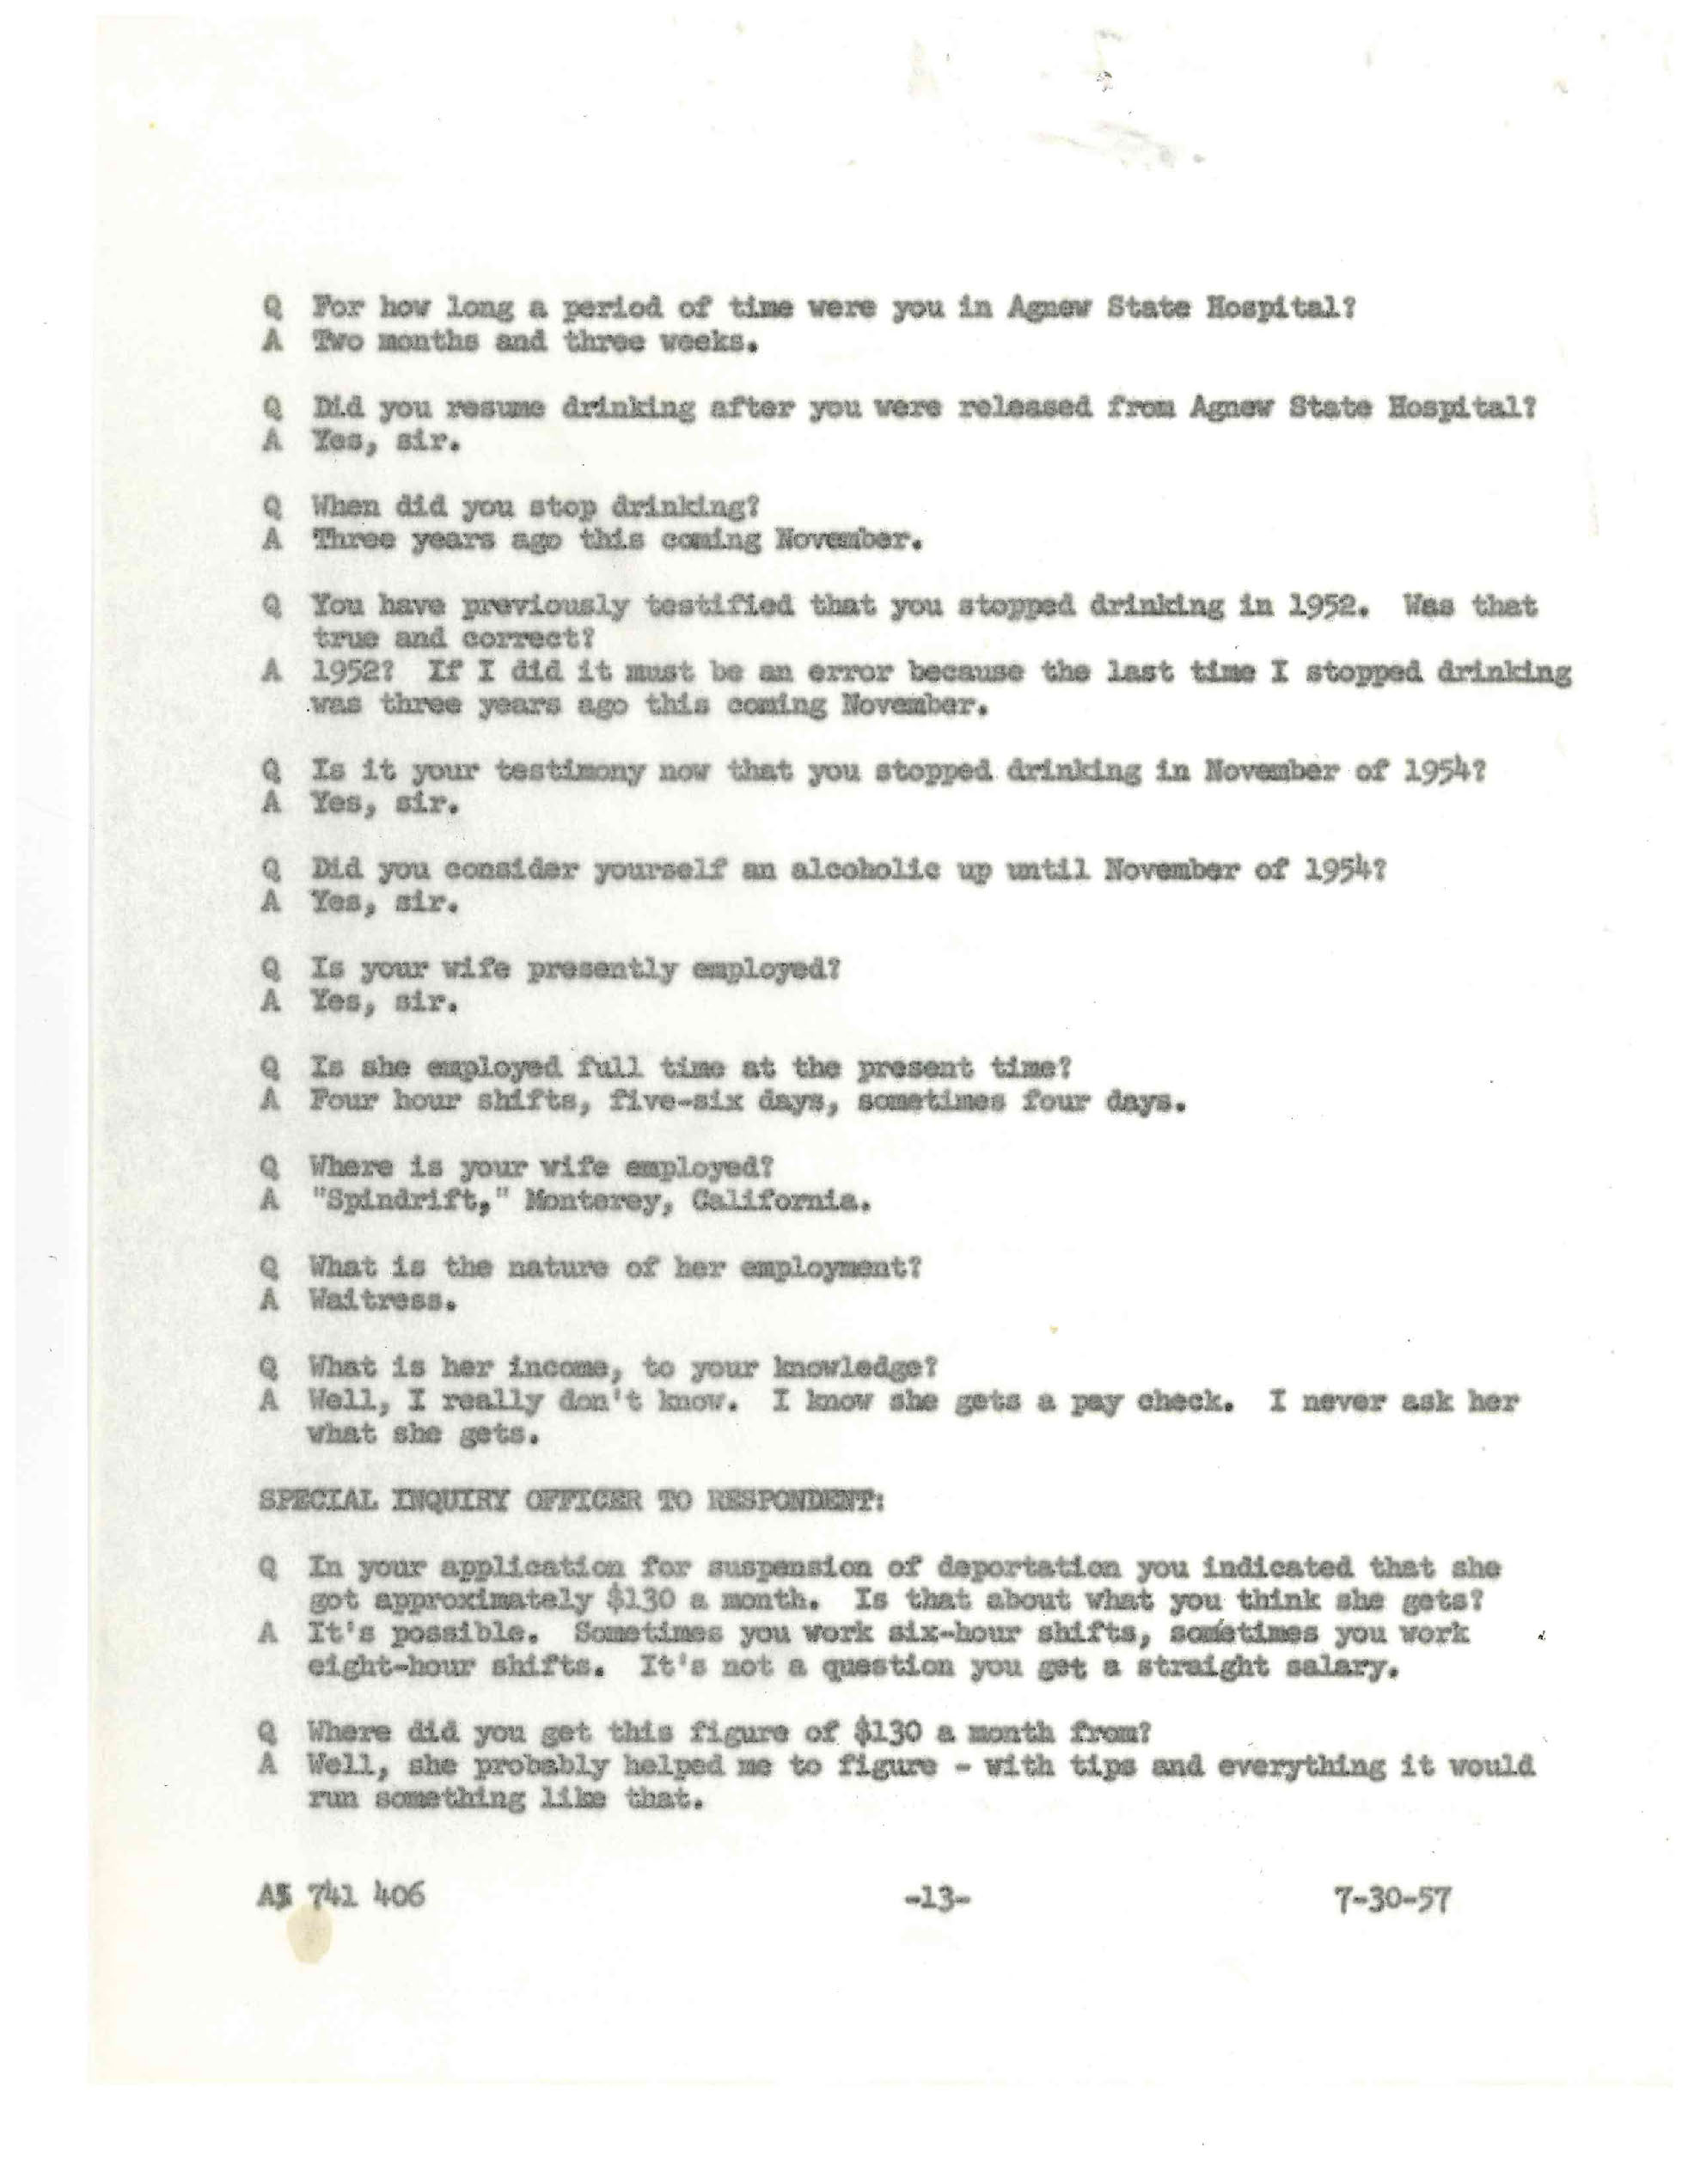 Q For how long a period of time were you in Agnew State Hospital?
A Two months and three weeks.
Q Did you resume drinking after you were released from Agnew State Hospital?
A Yes, sir.
Q When did you stop drinking?
A Three years ago this coming November.
Q You have previously testified that you stopped drinking in 1952. Was that
true and correct?
A 1952? If I did it must be an error because the last time I stopped drinking
was three years ago this coming November.
Q Is it your testimony now that you stopped drinking in November of 1954?
A Yes, sir.
Q Did you consider yourself an alcoholic up until November of 1954?
A Yes, sir.
Q Is your wife presently employed?
A Yes, sir.
Q Is she employed full time at the present time?
A Four hour shifts, five-six days, sometimes four days.
Q Where is your wife employed?
A "Spindrift," Monterey, California.
Q What is the nature of her employment?
A Waitress.
Q What is her income, to your knowledge?
A Well, I really don't know. I know she gets a pay check. I never ask her
what she gets.
SPECIAL INQUIRY OFFICER TO RESPONDENT:
Q In your application for suspension of deportation you indicated that she
got approximately $130 a month. Is that about what you think she gets?
A It's possible. Sometimes you work six-hour shifts, sometimes you work
eight-hour shifts. It's not a question you get a straight salary.
Q Where did you get this figure of $130 a month from?
A Well, she probably helped me to figure - with tips and everything it would
run something like that.
741 406 -13- 7-30-57